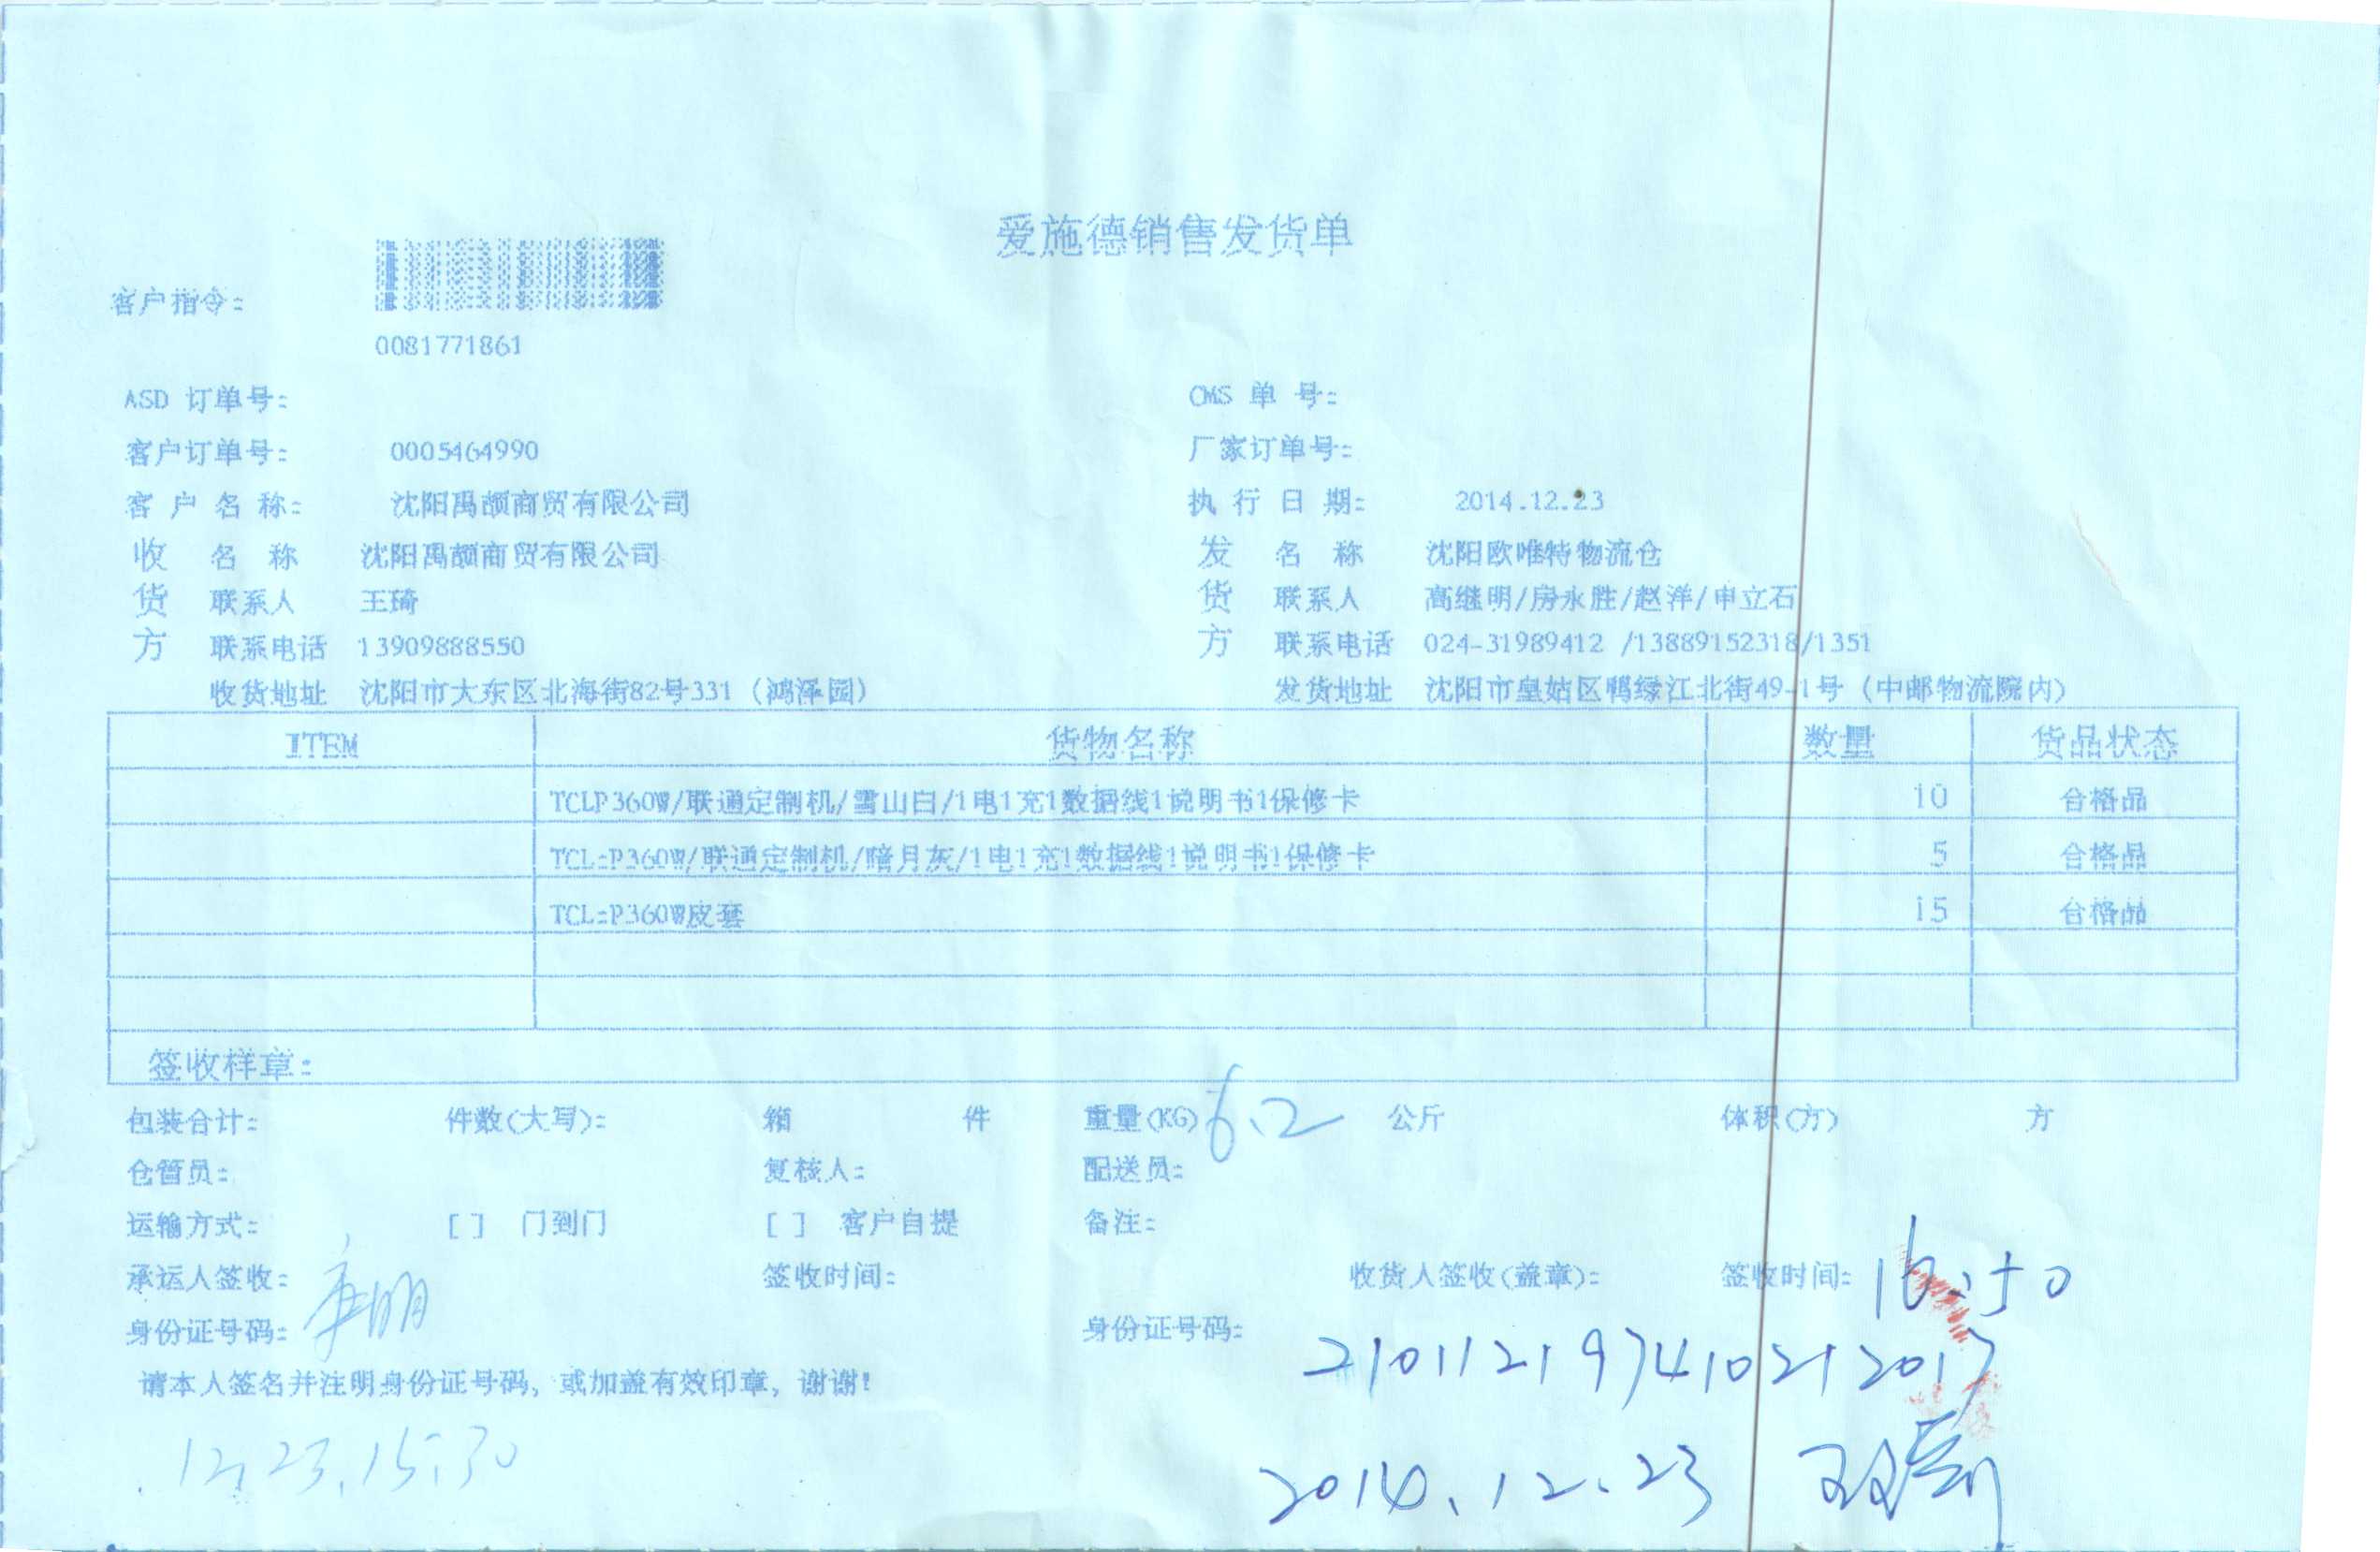 爱施德销售发货单
客户指令:
0081771861
ASD 订单号: CMS 单 号:
客户订单号: 0005464990 厂家订单号:
客 户 名 称: 沈阳禹颉商贸有限公司 执 行 日 期: 2014.12.23
收 名 称 沈阳禹颉商贸有限公司 发 名 称 沈阳欧唯特物流仓
货 联系人 王琦 货 联系人 高继明/房永胜/赵洋/申立石
方 联系电话 13909888550 方 联系电话 024-31989412 /13889152318/1351
收货地址 沈阳市大东区北海街82号331（鸿泽园） 发货地址 沈阳市皇姑区鸭绿江北街49-1号（中邮物流院内）
ITEM 货物名称 数量 货品状态
TCLP360W/联通定制机/雪山白/1电1充1数据线1说明书1保修卡 10 合格品
TCL:P360W/联通定制机/暗月灰/1电1充1数据线1说明书1保修卡 5 合格品
TCL:P360W皮套 15 合格品
签收样章:
包装合计: 件数(大写): 箱 件 重量(KG) 6.2 公斤 体积(方) 方
仓管员: 复核人: 配送员:
运输方式: [ ] 门到门 [ ] 客户自提 备注:
承运人签收: 签收时间: 收货人签收(盖章): 签收时间: 16:50
身份证号码: 身份证号码: 210112197410212017
请本人签名并注明身份证号码，或加盖有效印章，谢谢!
12.23.15:30 2014.12.23